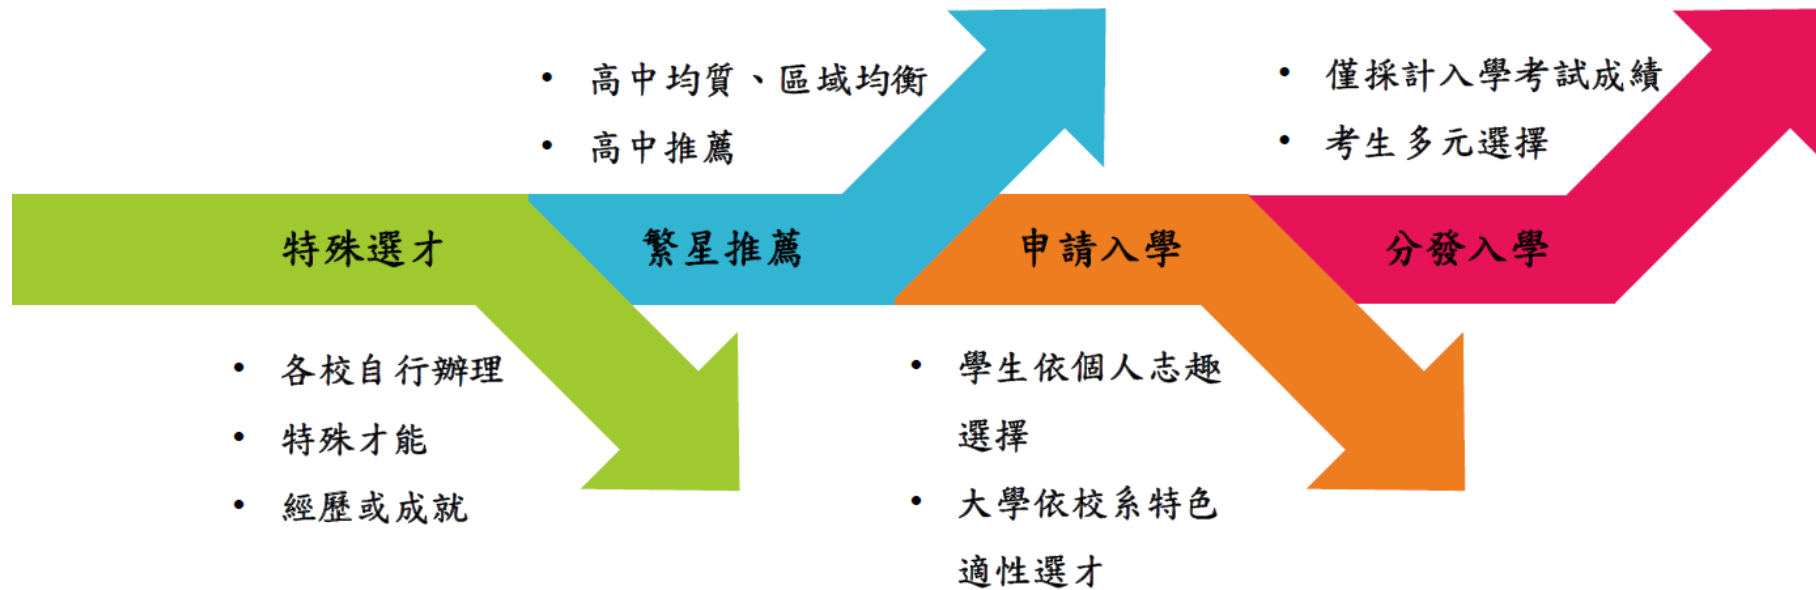 特殊選才
• 各校自行辦理
• 特殊才能
• 經歷或成就
繁星推薦
• 高中均質、區域均衡
• 高中推薦
申請入學
• 學生依個人志趣
選擇
• 大學依校系特色
適性選才
分發入學
• 僅採計入學考試成績
• 考生多元選擇